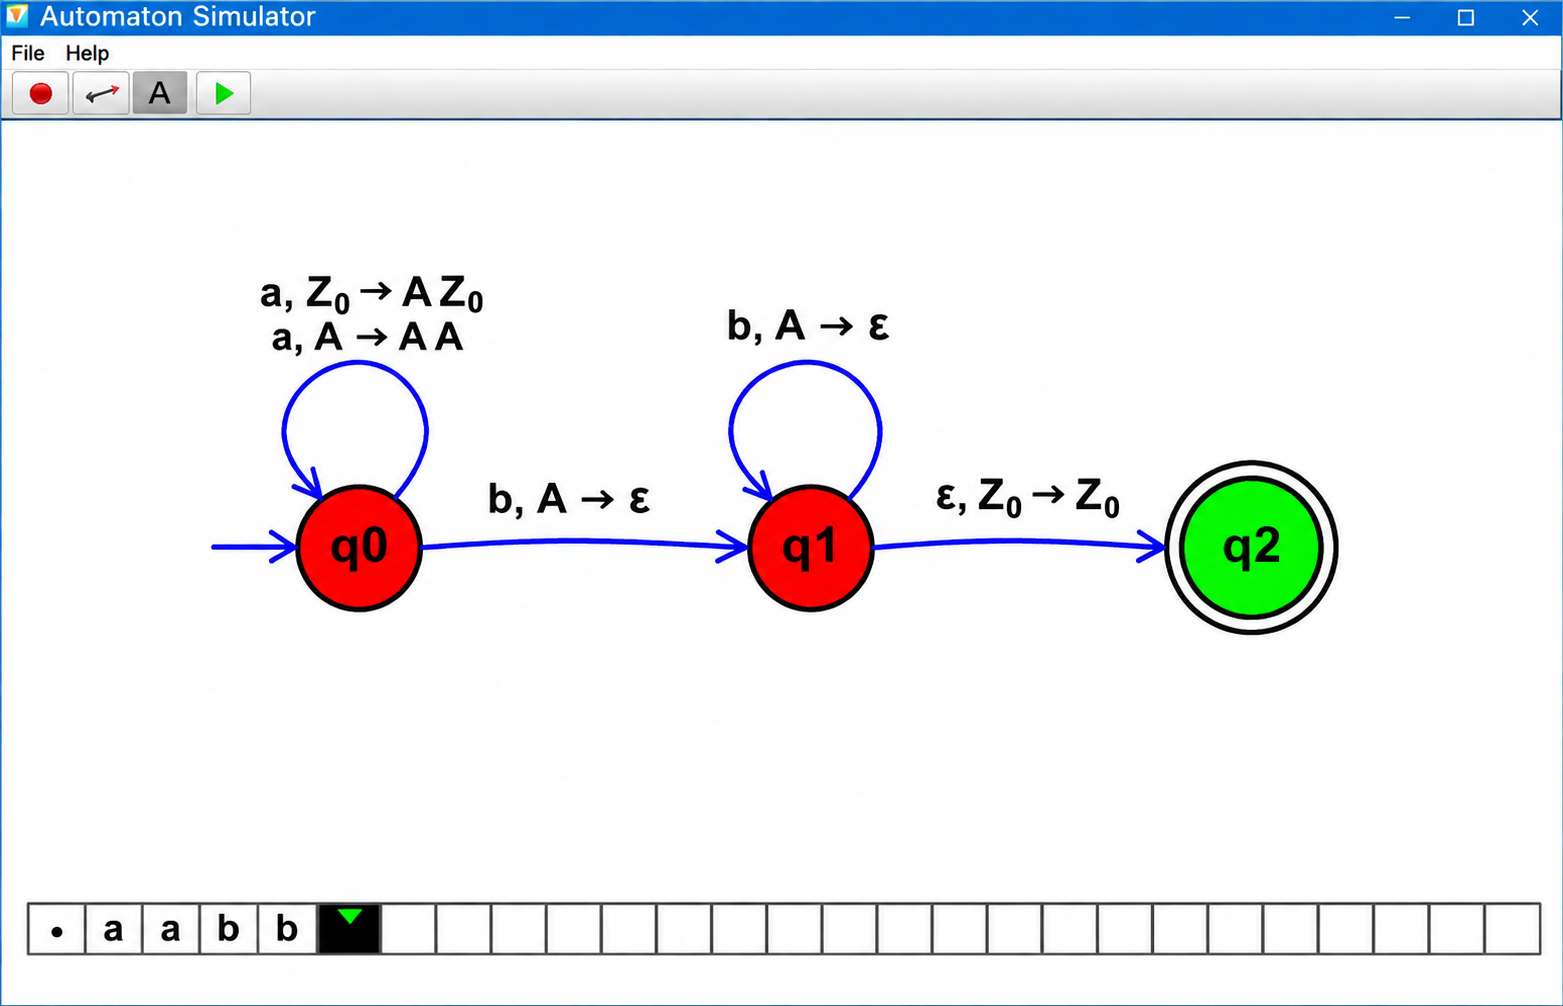 Automaton Simulator
File Help
A
a, Z₀ → A Z₀
a, A → A A
b, A → ε
b, A → ε
ε, Z₀ → Z₀
q0
q1
q2
• a a b b